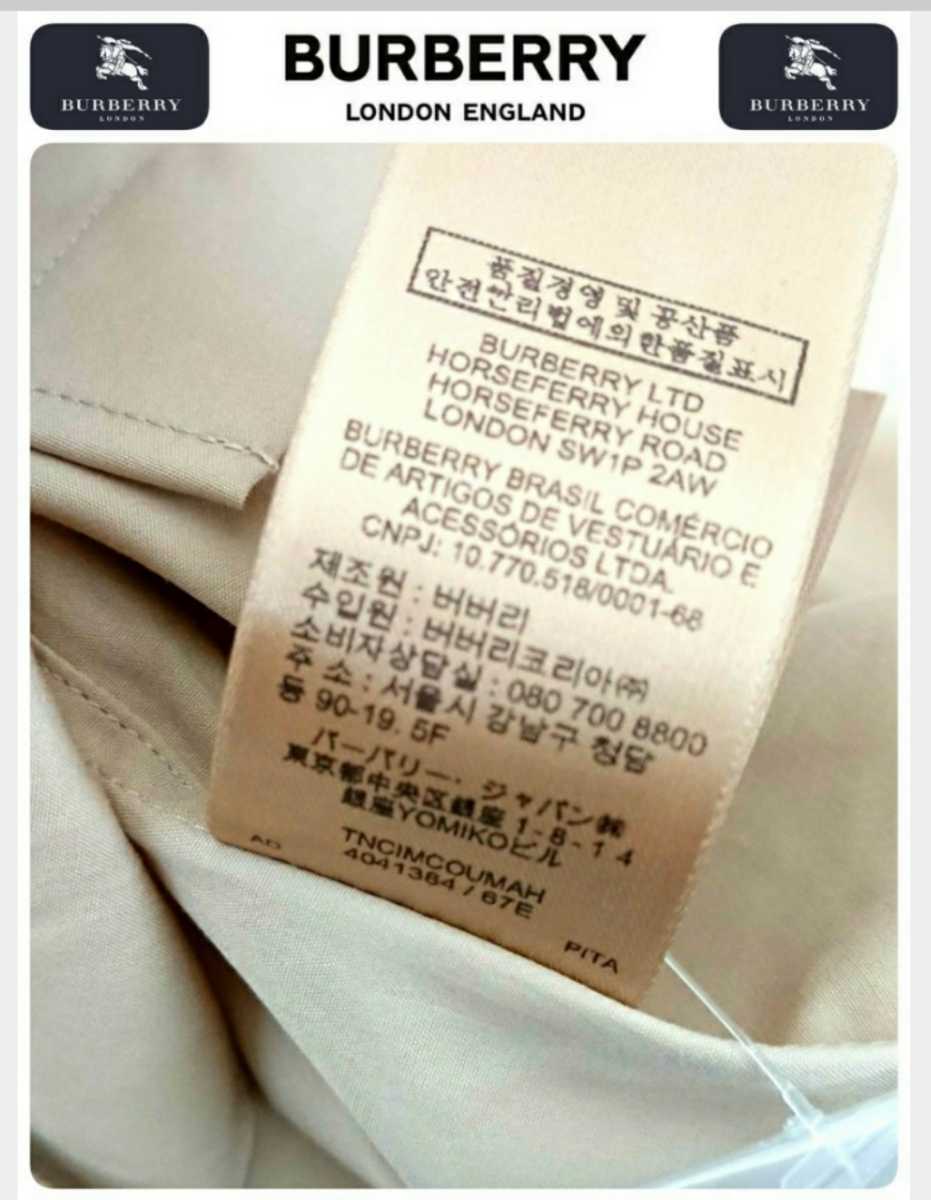 BURBERRY
LONDON
BURBERRY
LONDON ENGLAND
BURBERRY
LONDON
품질경영 및 공산품
안전관리법에의한품질표시
BURBERRY LTD
HORSEFERRY HOUSE
HORSEFERRY ROAD
LONDON SW1P 2AW
BURBERRY BRASIL COMÉRCIO
DE ARTIGOS DE VESTUÁRIO E
ACESSÓRIOS LTDA.
CNPJ: 10.770.518/0001-68
제조원 : 버버리
수입원 : 버버리코리아㈜
소비자상담실 : 080 700 8800
주 소 : 서울시 강남구 청담
동 90-19. 5F
バーバリー・ジャパン㈱
東京都中央区銀座1-8-14
銀座YOMIKOビル
TNCIMCOUMAH
4041384 / 67E
AD
PITA